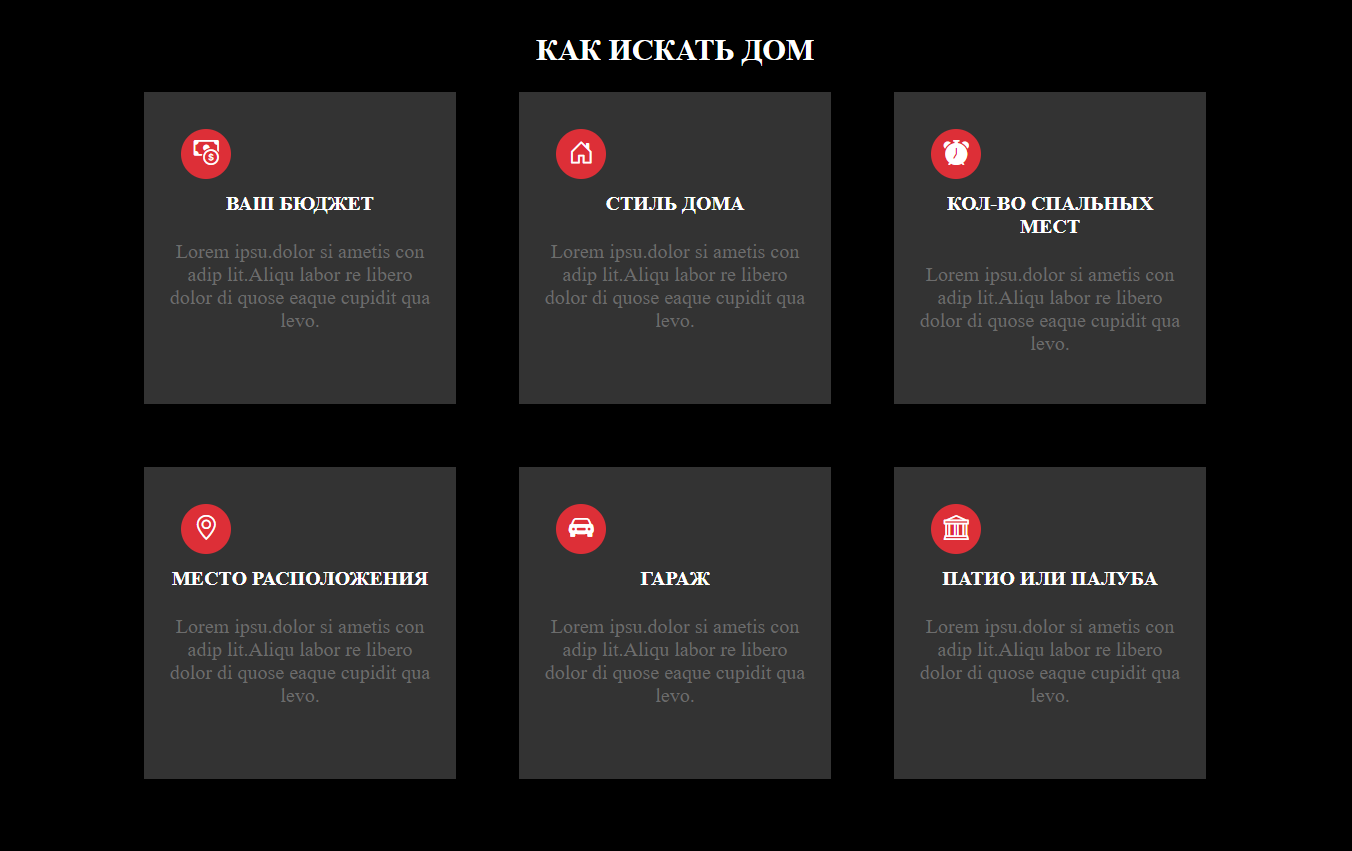 КАК ИСКАТЬ ДОМ
ВАШ БЮДЖЕТ
Lorem ipsu.dolor si ametis con
adip lit.Aliqu labor re libero
dolor di quose eaque cupidit qua
levo.
СТИЛЬ ДОМА
Lorem ipsu.dolor si ametis con
adip lit.Aliqu labor re libero
dolor di quose eaque cupidit qua
levo.
КОЛ-ВО СПАЛЬНЫХ
МЕСТ
Lorem ipsu.dolor si ametis con
adip lit.Aliqu labor re libero
dolor di quose eaque cupidit qua
levo.
МЕСТО РАСПОЛОЖЕНИЯ
Lorem ipsu.dolor si ametis con
adip lit.Aliqu labor re libero
dolor di quose eaque cupidit qua
levo.
ГАРАЖ
Lorem ipsu.dolor si ametis con
adip lit.Aliqu labor re libero
dolor di quose eaque cupidit qua
levo.
ПАТИО ИЛИ ПАЛУБА
Lorem ipsu.dolor si ametis con
adip lit.Aliqu labor re libero
dolor di quose eaque cupidit qua
levo.